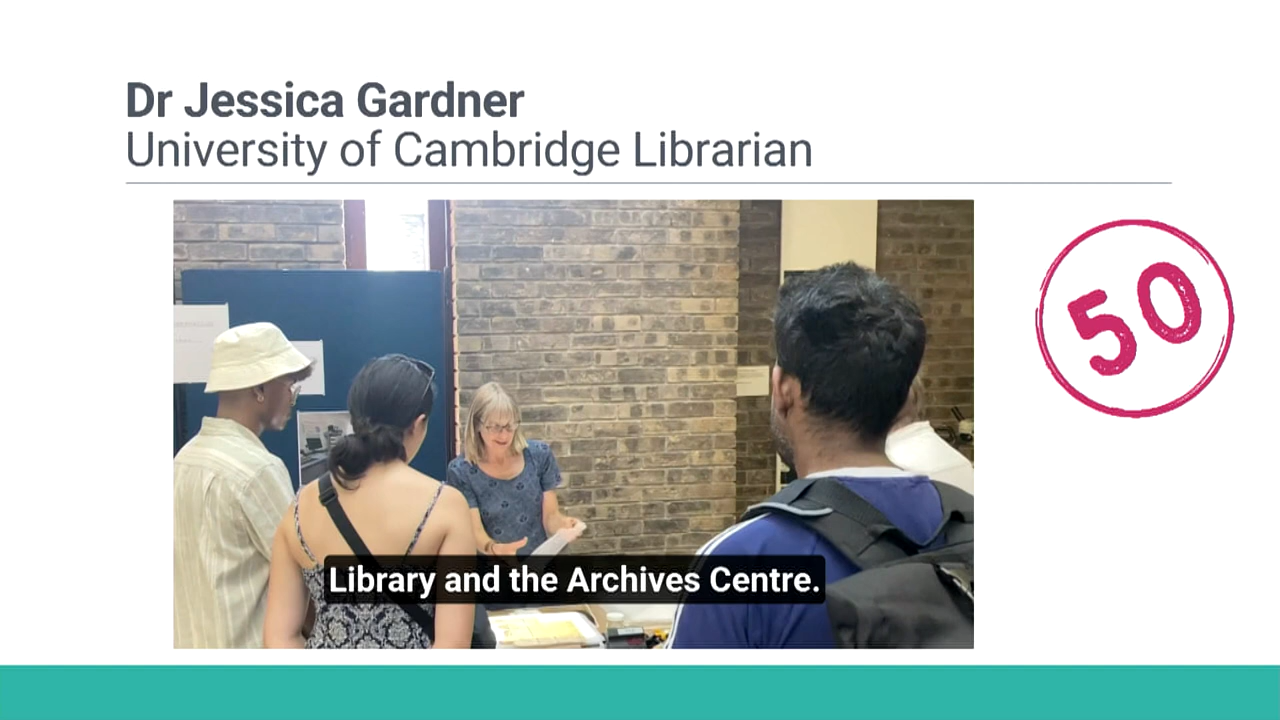 Dr Jessica Gardner
University of Cambridge Librarian
50
Library and the Archives Centre.